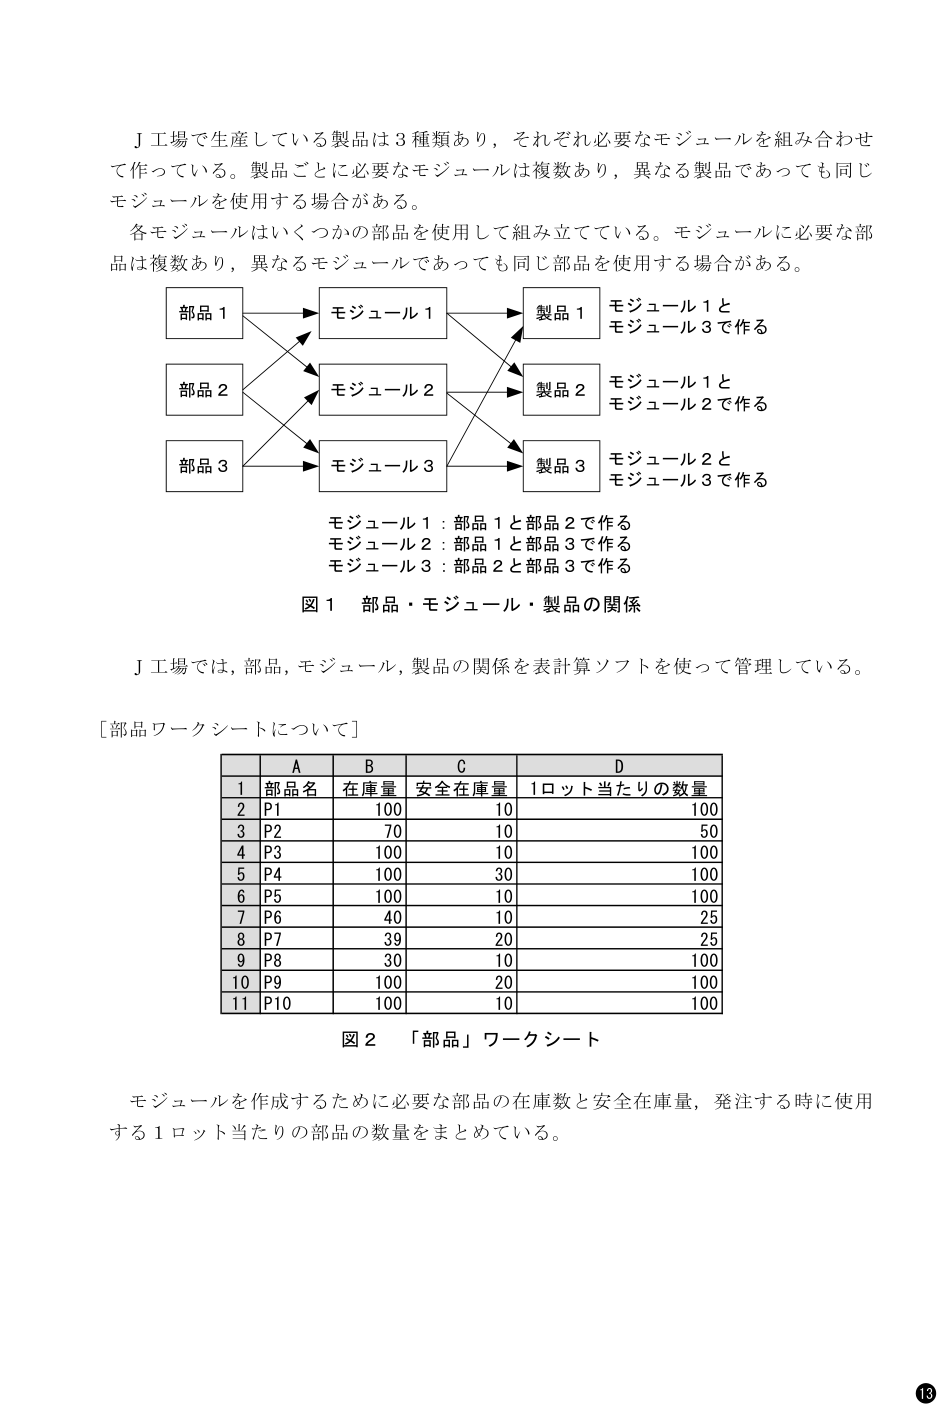 Ｊ工場で生産している製品は３種類あり，それぞれ必要なモジュールを組み合わせ
て作っている。製品ごとに必要なモジュールは複数あり，異なる製品であっても同じ
モジュールを使用する場合がある。
各モジュールはいくつかの部品を使用して組み立てている。モジュールに必要な部
品は複数あり，異なるモジュールであっても同じ部品を使用する場合がある。
部品１ モジュール１ 製品１ モジュール１と
モジュール３で作る
部品２ モジュール２ 製品２ モジュール１と
モジュール２で作る
部品３ モジュール３ 製品３ モジュール２と
モジュール３で作る
モジュール１：部品１と部品２で作る
モジュール２：部品１と部品３で作る
モジュール３：部品２と部品３で作る
図１　部品・モジュール・製品の関係
Ｊ工場では，部品，モジュール，製品の関係を表計算ソフトを使って管理している。
［部品ワークシートについて］
A B C D
1 部品名 在庫量 安全在庫量 1ロット当たりの数量
2 P1 100 10 100
3 P2 70 10 50
4 P3 100 10 100
5 P4 100 30 100
6 P5 100 10 100
7 P6 40 10 25
8 P7 39 20 25
9 P8 30 10 100
10 P9 100 20 100
11 P10 100 10 100
図２　「部品」ワークシート
モジュールを作成するために必要な部品の在庫数と安全在庫量，発注する時に使用
する１ロット当たりの部品の数量をまとめている。
13